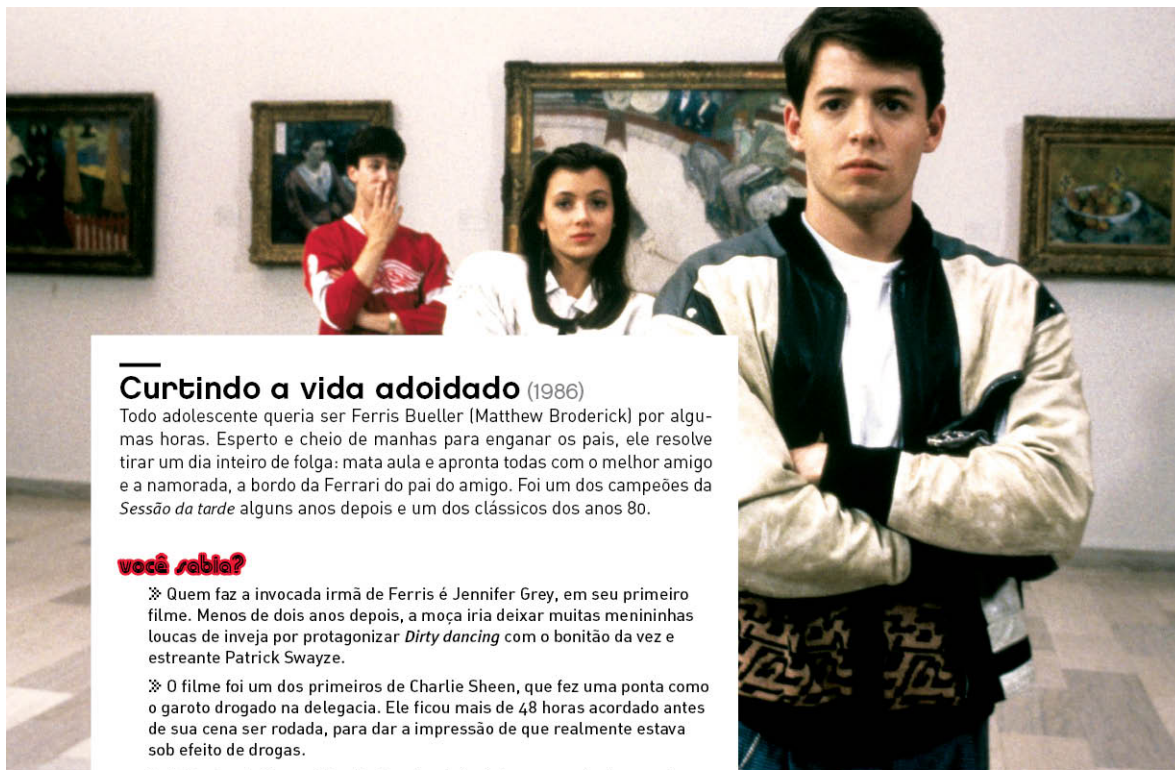 Curtindo a vida adoidado (1986)
Todo adolescente queria ser Ferris Bueller (Matthew Broderick) por algu-
mas horas. Esperto e cheio de manhas para enganar os pais, ele resolve
tirar um dia inteiro de folga: mata aula e apronta todas com o melhor amigo
e a namorada, a bordo da Ferrari do pai do amigo. Foi um dos campeões da
Sessão da tarde alguns anos depois e um dos clássicos dos anos 80.
você sabia?
» Quem faz a invocada irmã de Ferris é Jennifer Grey, em seu primeiro
filme. Menos de dois anos depois, a moça iria deixar muitas menininhas
loucas de inveja por protagonizar Dirty dancing com o bonitão da vez e
estreante Patrick Swayze.
» O filme foi um dos primeiros de Charlie Sheen, que fez uma ponta como
o garoto drogado na delegacia. Ele ficou mais de 48 horas acordado antes
de sua cena ser rodada, para dar a impressão de que realmente estava
sob efeito de drogas.